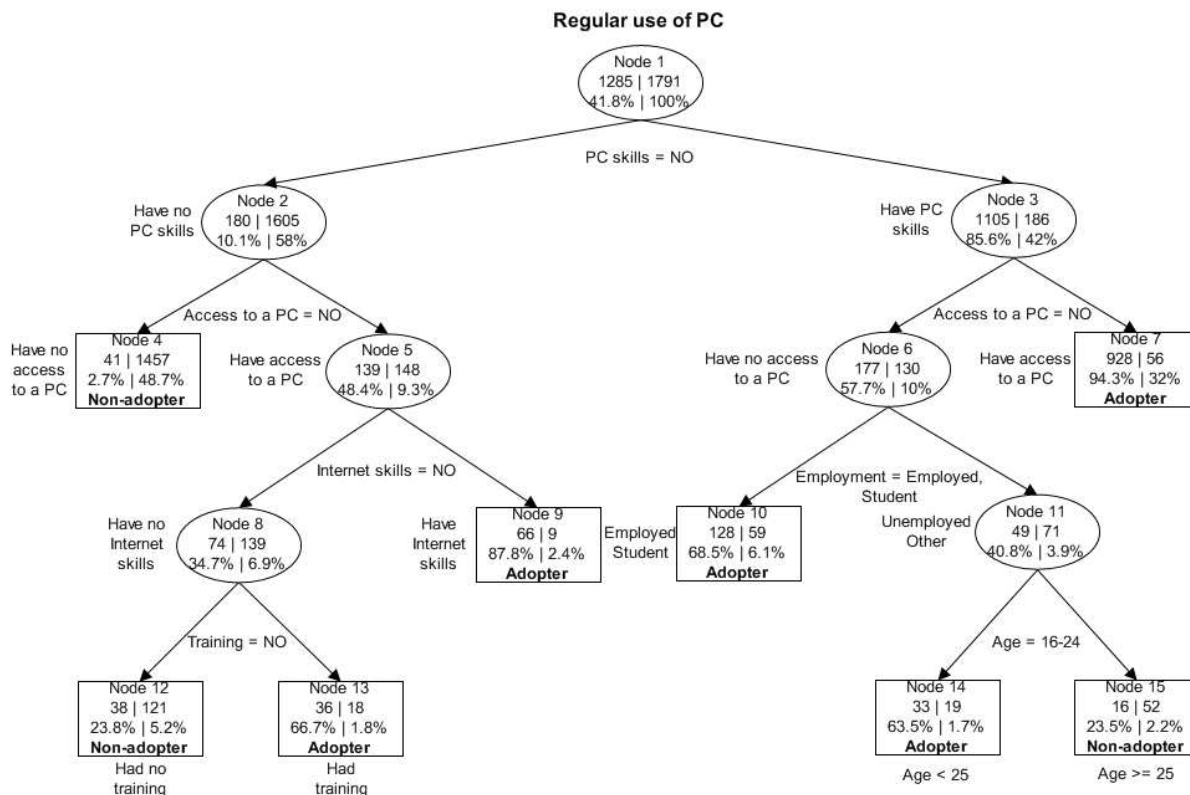 Regular use of PC
Node 1
1285 | 1791
41.8% | 100%
PC skills = NO
Have no
PC skills
Node 2
180 | 1605
10.1% | 58%
Have PC
skills
Node 3
1105 | 186
85.6% | 42%
Access to a PC = NO
Access to a PC = NO
Have no
access
to a PC
Node 4
41 | 1457
2.7% | 48.7%
Non-adopter
Have access
to a PC
Node 5
139 | 148
48.4% | 9.3%
Have no access
to a PC
Node 6
177 | 130
57.7% | 10%
Have access
to a PC
Node 7
928 | 56
94.3% | 32%
Adopter
Internet skills = NO
Employment = Employed,
Student
Have no
Internet
skills
Node 8
74 | 139
34.7% | 6.9%
Have
Internet
skills
Node 9
66 | 9
87.8% | 2.4%
Adopter
Employed
Student
Node 10
128 | 59
68.5% | 6.1%
Adopter
Unemployed
Other
Node 11
49 | 71
40.8% | 3.9%
Training = NO
Age = 16-24
Node 12
38 | 121
23.8% | 5.2%
Non-adopter
Had no
training
Node 13
36 | 18
66.7% | 1.8%
Adopter
Had
training
Node 14
33 | 19
63.5% | 1.7%
Adopter
Age < 25
Node 15
16 | 52
23.5% | 2.2%
Non-adopter
Age >= 25